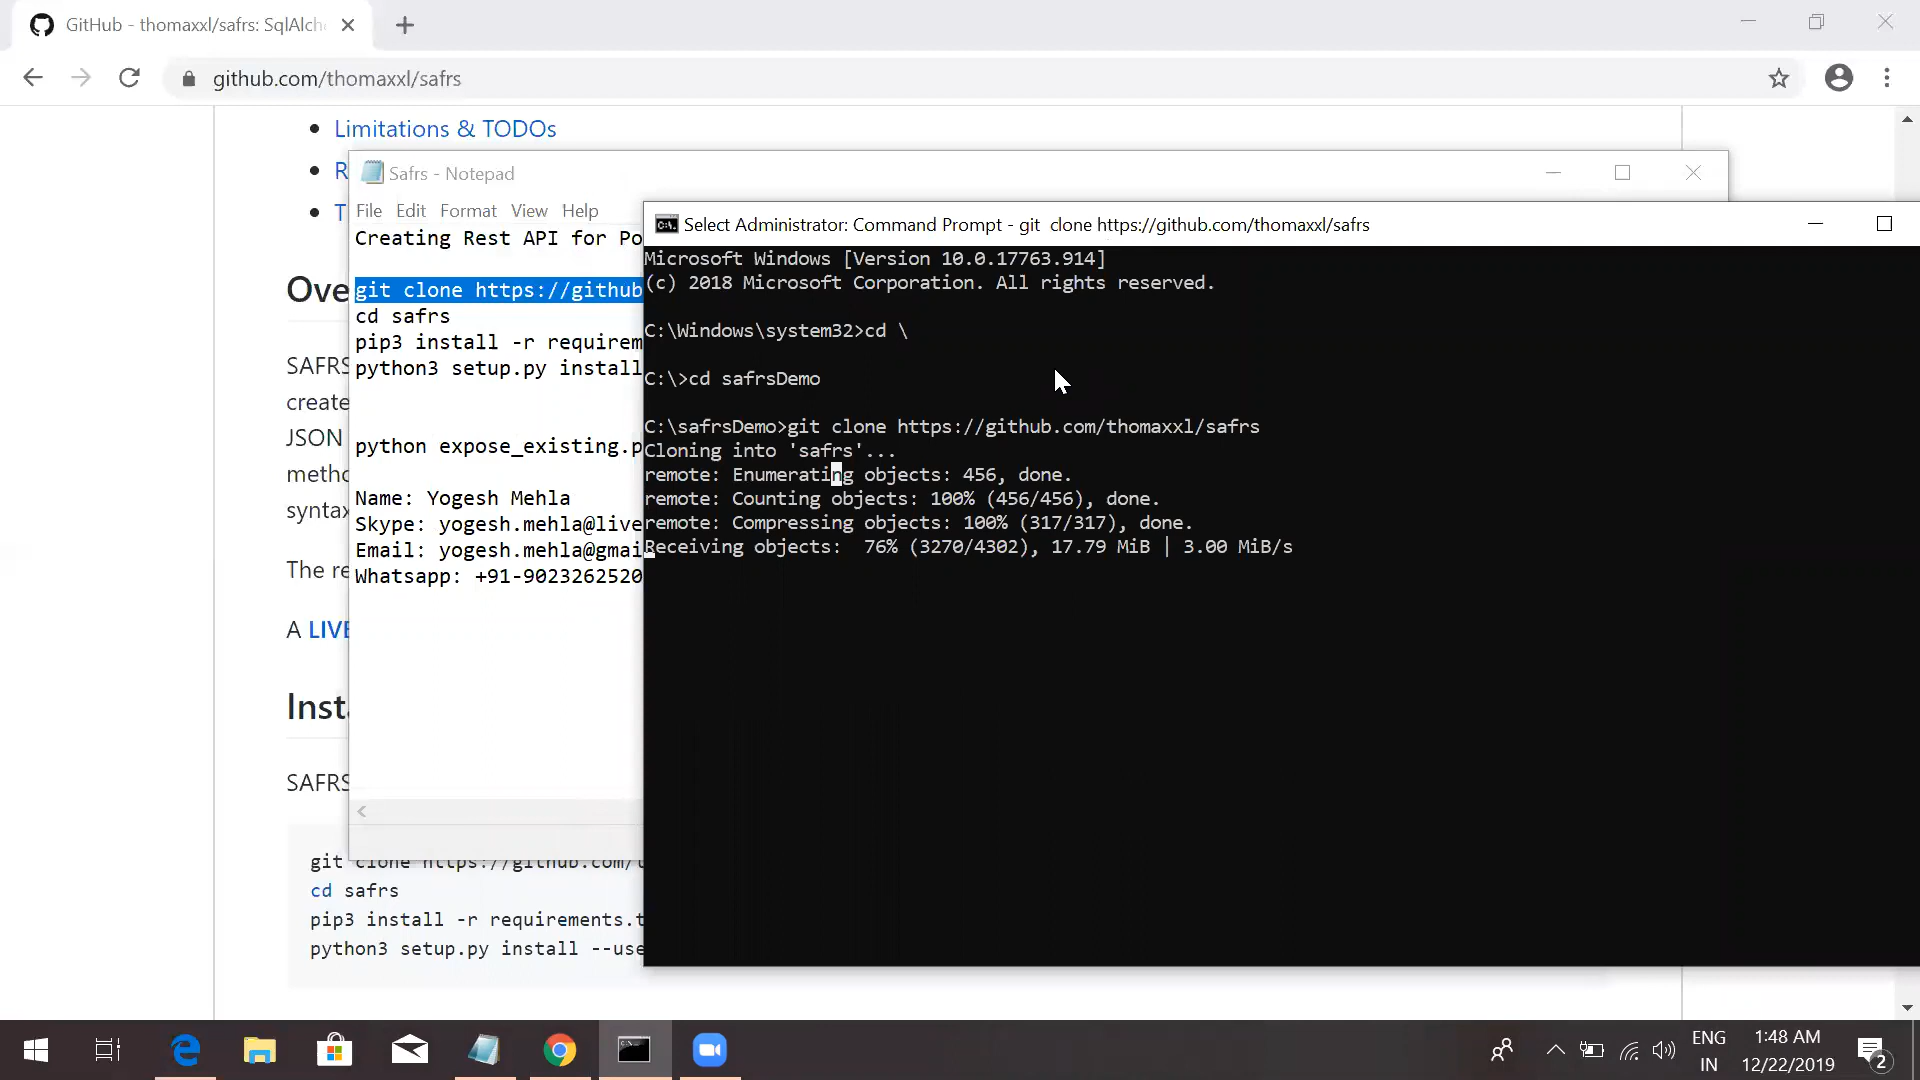 GitHub - thomaxxl/safrs: SqlAlch
github.com/thomaxxl/safrs
Limitations & TODOs
R
T
Ove
SAFRS
create
JSON
metho
syntax
The re
A LIVE
Inst
SAFRS
git clone https://github.com/
cd safrs
pip3 install -r requirements.t
python3 setup.py install --use
Safrs - Notepad
File Edit Format View Help
Creating Rest API for Po
git clone https://github
cd safrs
pip3 install -r requirem
python3 setup.py install
python expose_existing.p
Name: Yogesh Mehla
Skype: yogesh.mehla@live
Email: yogesh.mehla@gmai
Whatsapp: +91-9023262520
Select Administrator: Command Prompt - git  clone https://github.com/thomaxxl/safrs
Microsoft Windows [Version 10.0.17763.914]
(c) 2018 Microsoft Corporation. All rights reserved.
C:\Windows\system32>cd \
C:\>cd safrsDemo
C:\safrsDemo>git clone https://github.com/thomaxxl/safrs
Cloning into 'safrs'...
remote: Enumerating objects: 456, done.
remote: Counting objects: 100% (456/456), done.
remote: Compressing objects: 100% (317/317), done.
Receiving objects:  76% (3270/4302), 17.79 MiB | 3.00 MiB/s
ENG
IN
1:48 AM
12/22/2019
2